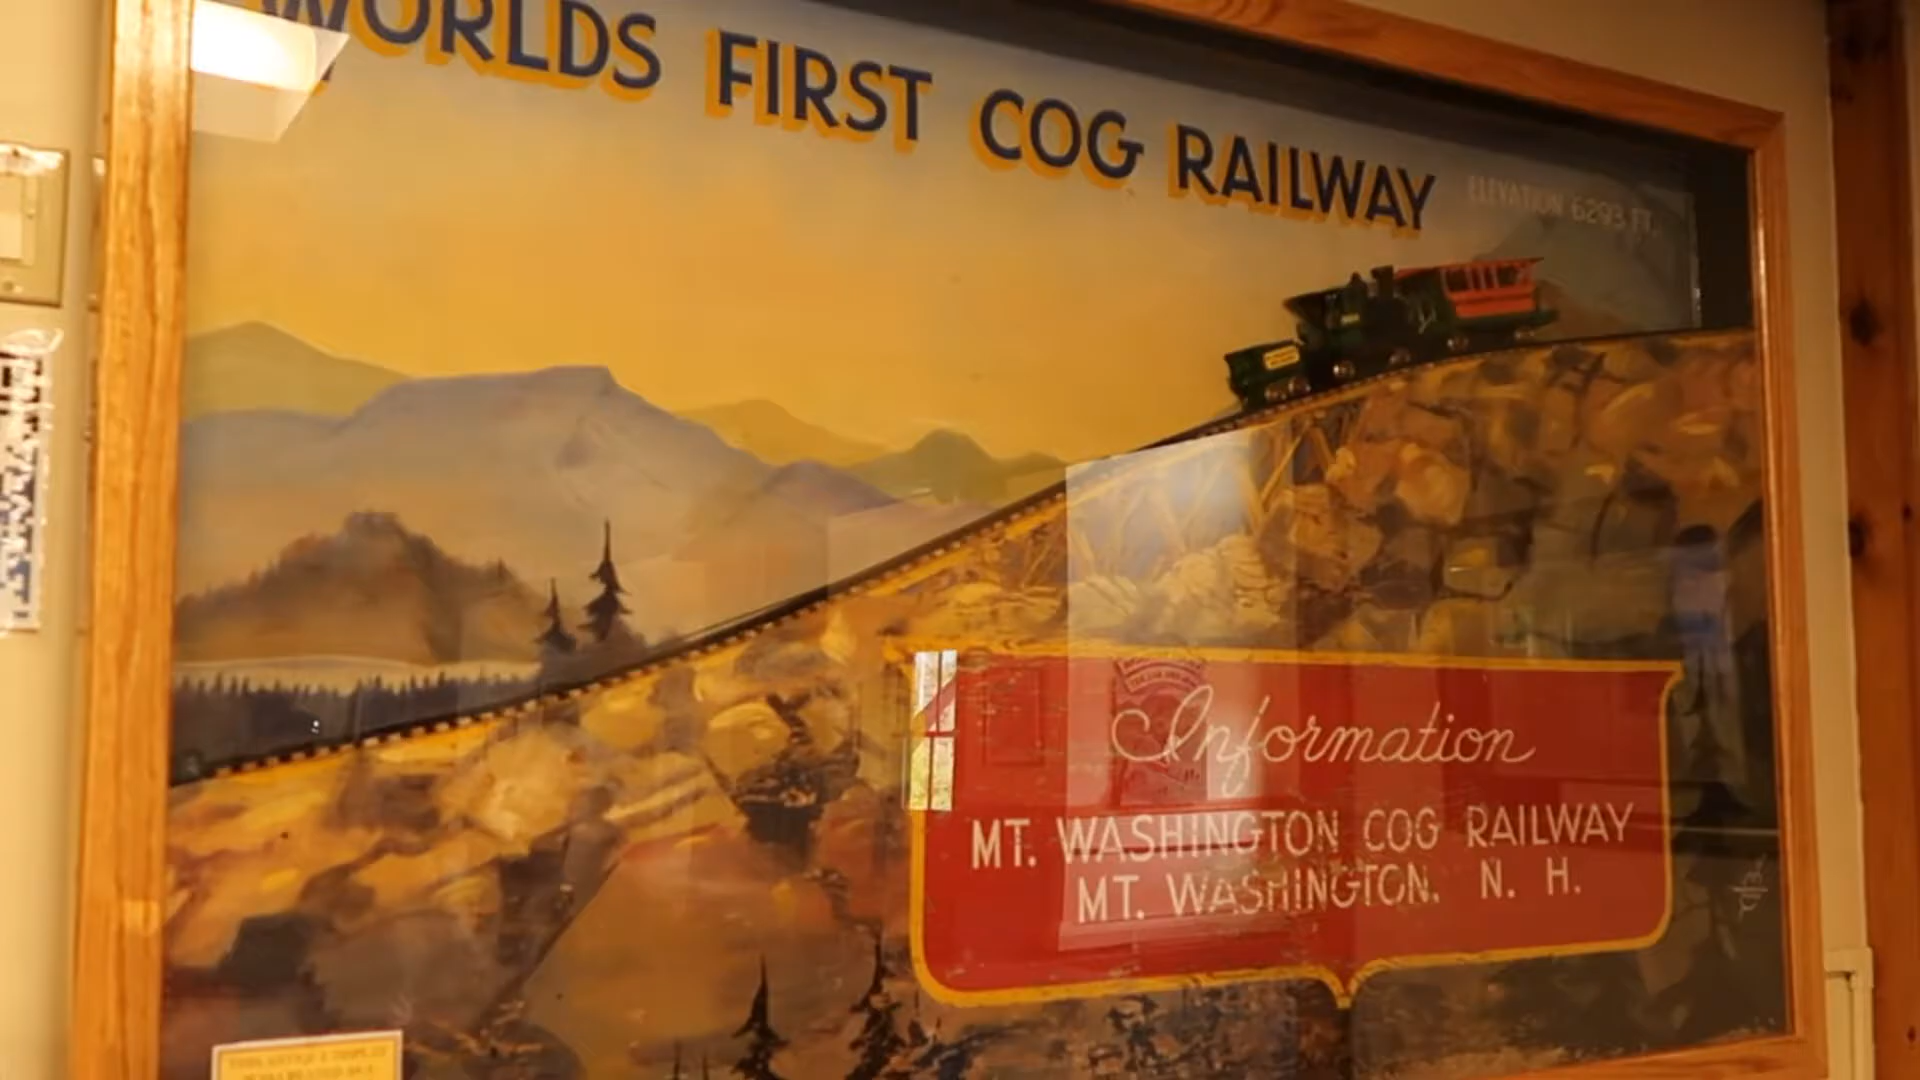 WORLDS FIRST COG RAILWAY
ELEVATION 6293 FT.
Information
MT. WASHINGTON COG RAILWAY
MT. WASHINGTON. N. H.